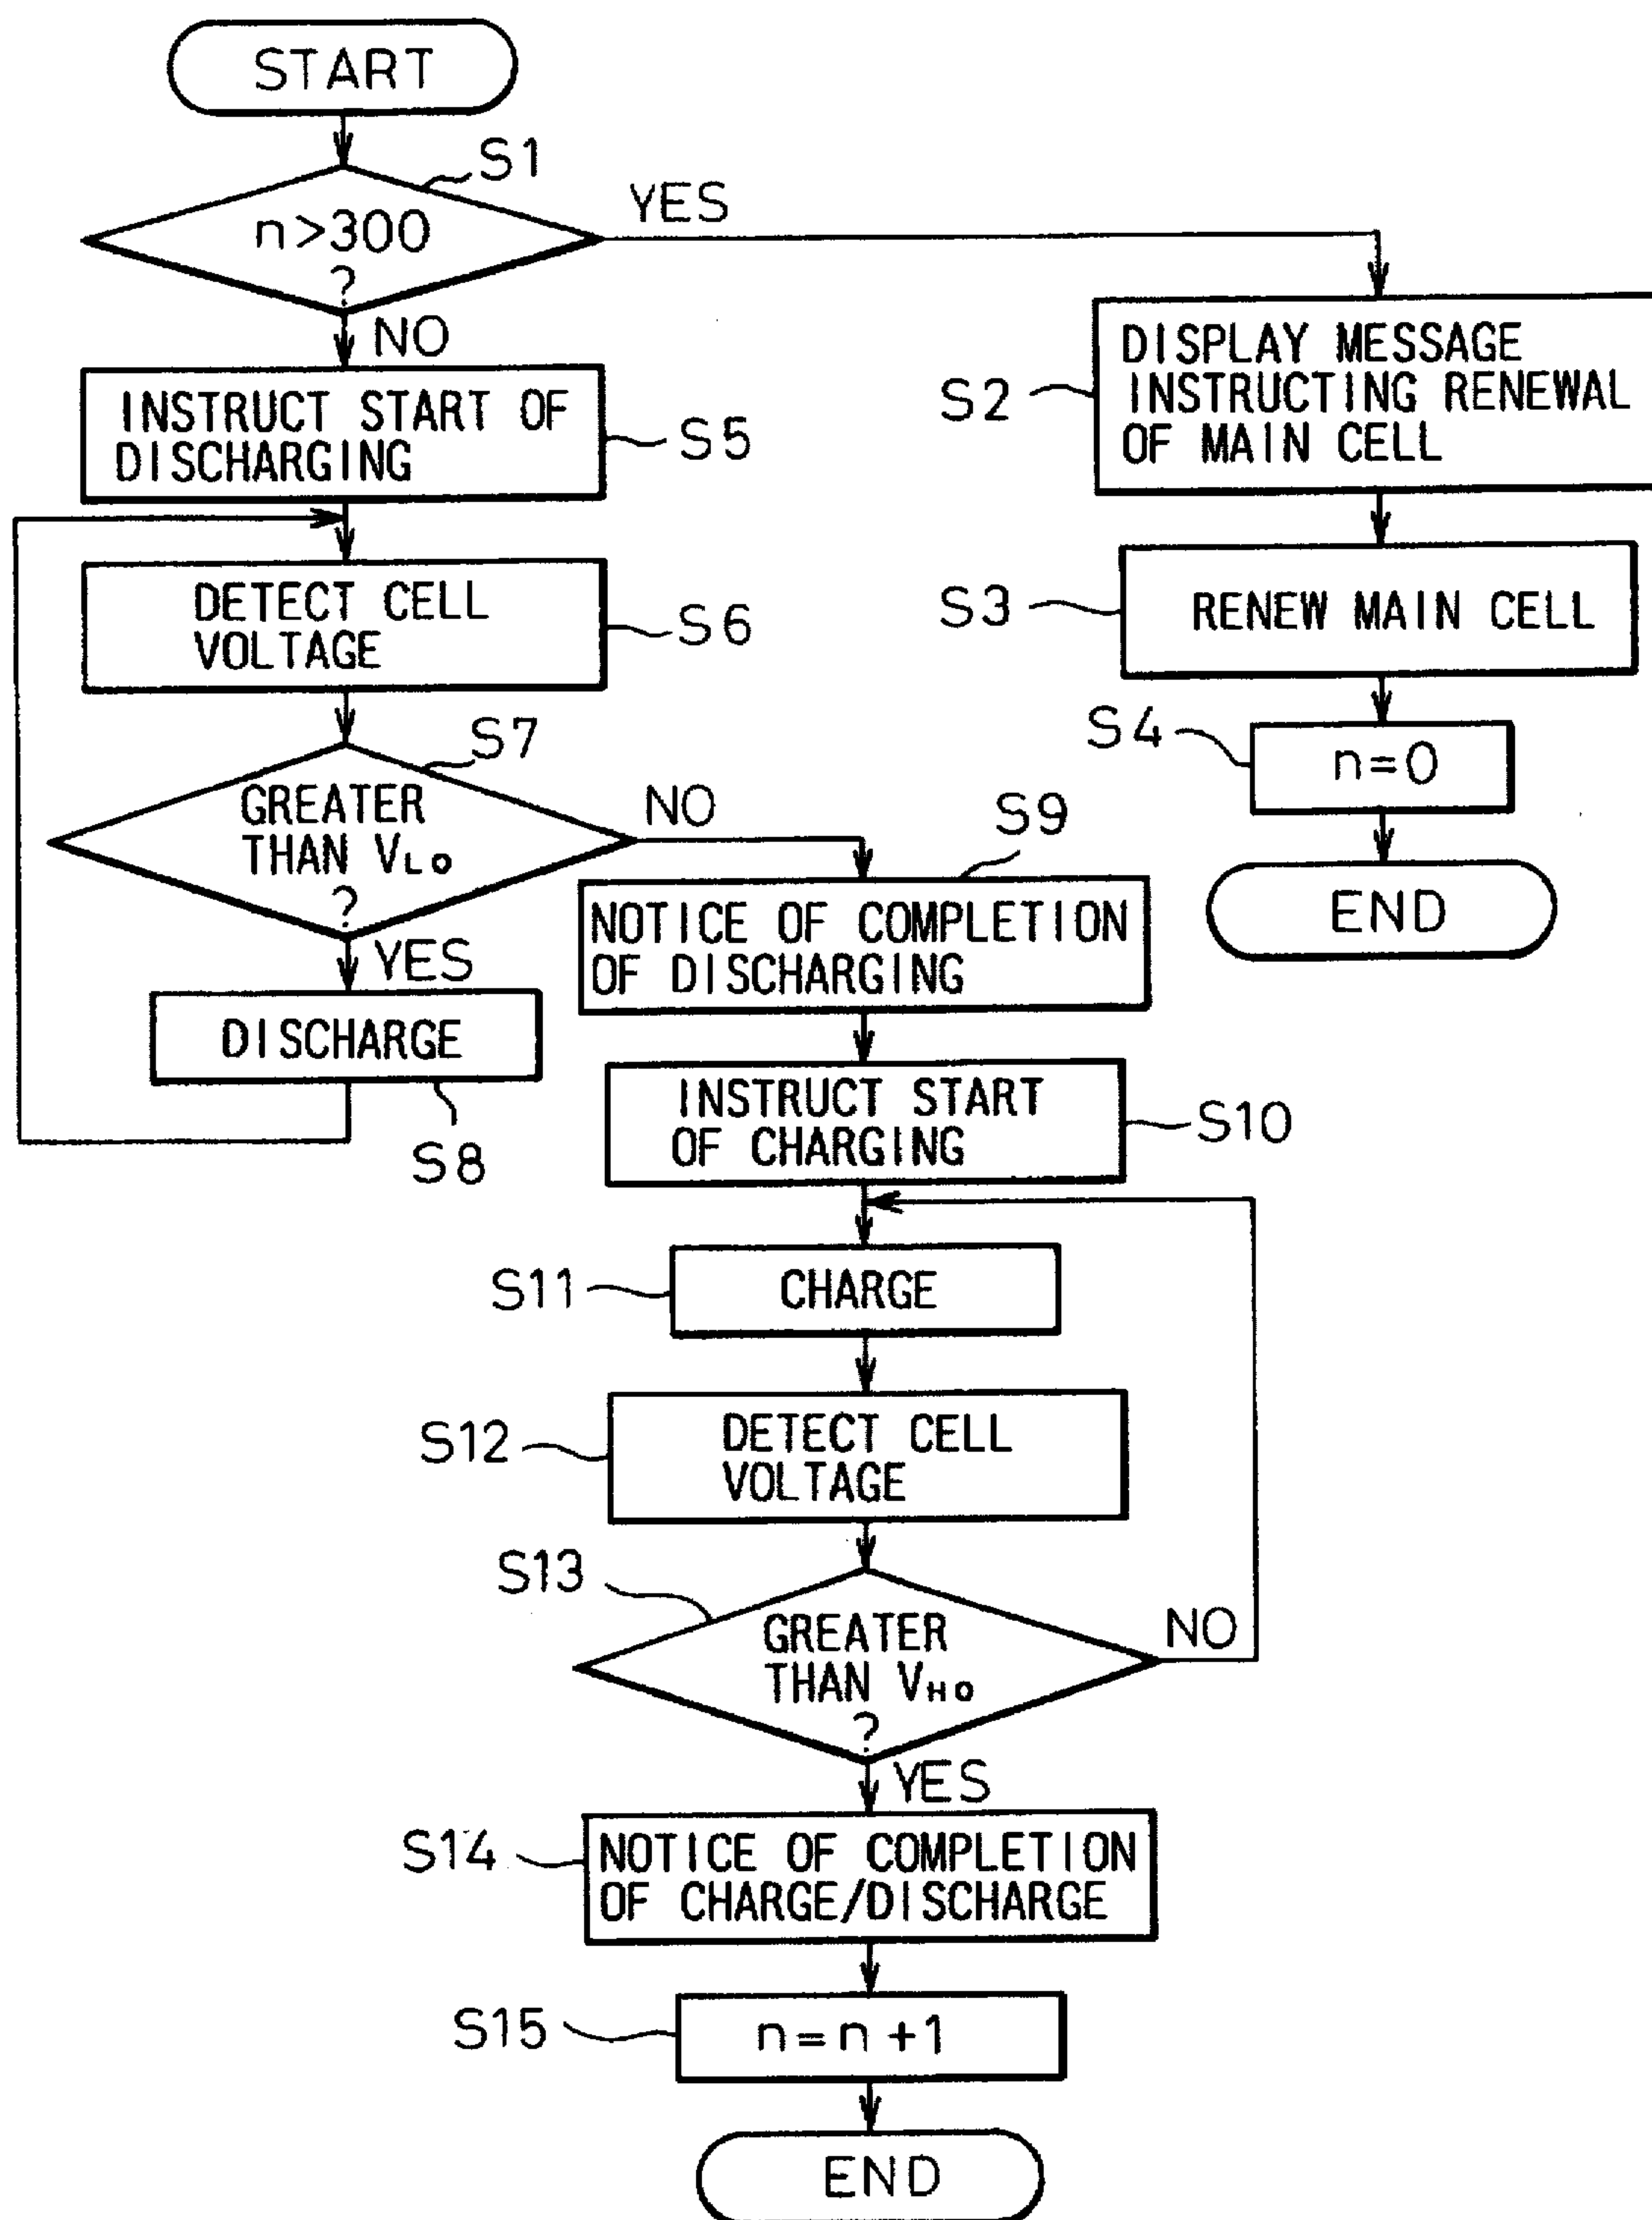 START
S1
n>300
?
YES
NO
INSTRUCT START OF
DISCHARGING
S5
DETECT CELL
VOLTAGE
S6
S7
GREATER
THAN VLO
?
NO
YES
DISCHARGE
S8
S2
DISPLAY MESSAGE
INSTRUCTING RENEWAL
OF MAIN CELL
S3
RENEW MAIN CELL
S4
n=0
END
S9
NOTICE OF COMPLETION
OF DISCHARGING
INSTRUCT START
OF CHARGING
S10
S11
CHARGE
S12
DETECT CELL
VOLTAGE
S13
GREATER
THAN VHO
?
NO
YES
S14
NOTICE OF COMPLETION
OF CHARGE/DISCHARGE
S15
n=n+1
END